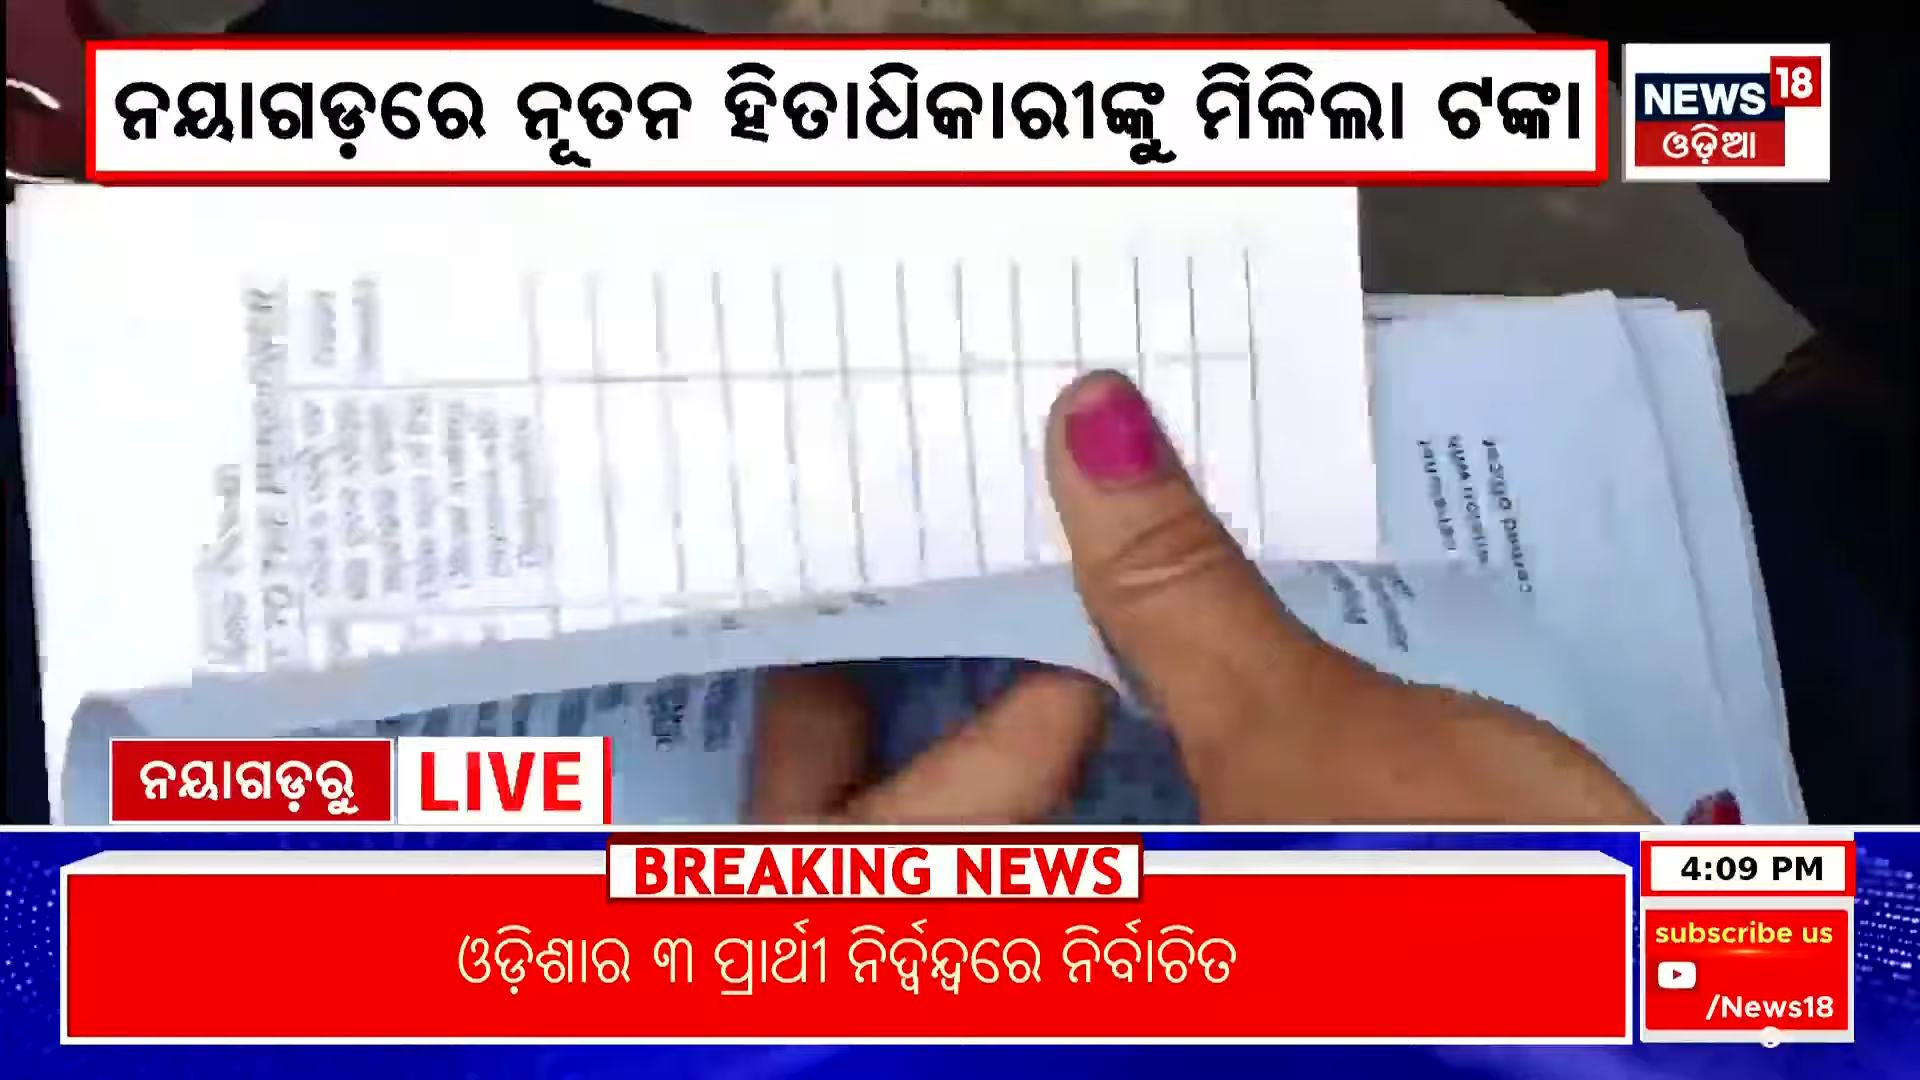 ନୟାଗଡ଼ରେ ନୂତନ ହିତାଧିକାରୀଙ୍କୁ ମିଳିଲା ଟଙ୍କା
NEWS 18
ଓଡ଼ିଆ
ନୟାଗଡ଼ରୁ LIVE
BREAKING NEWS
4:09 PM
ଓଡ଼ିଶାର ୩ ପ୍ରାର୍ଥୀ ନିର୍ଦ୍ୱନ୍ଦ୍ୱରେ ନିର୍ବାଚିତ
subscribe us
/News18